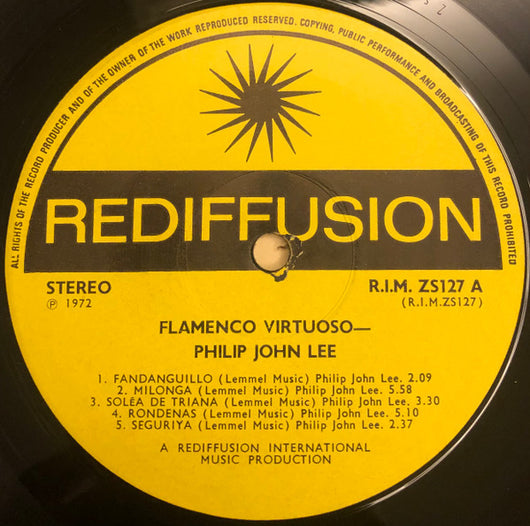 ALL RIGHTS OF THE RECORD PRODUCER AND OF THE OWNER OF THE WORK REPRODUCED RESERVED. COPYING, PUBLIC PERFORMANCE AND BROADCASTING OF THIS RECORD PROHIBITED
REDIFFUSION
STEREO
℗ 1972
R.I.M. ZS127 A
(R.I.M.ZS127)
FLAMENCO VIRTUOSO—
PHILIP JOHN LEE
1. FANDANGUILLO (Lemmel Music) Philip John Lee. 2.09
2. MILONGA (Lemmel Music) Philip John Lee. 5.58
3. SOLEA DE TRIANA (Lemmel Music) Philip John Lee. 3.30
4. RONDENAS (Lemmel Music) Philip John Lee. 5.10
5. SEGURIYA (Lemmel Music) Philip John Lee. 2.37
A REDIFFUSION INTERNATIONAL
MUSIC PRODUCTION